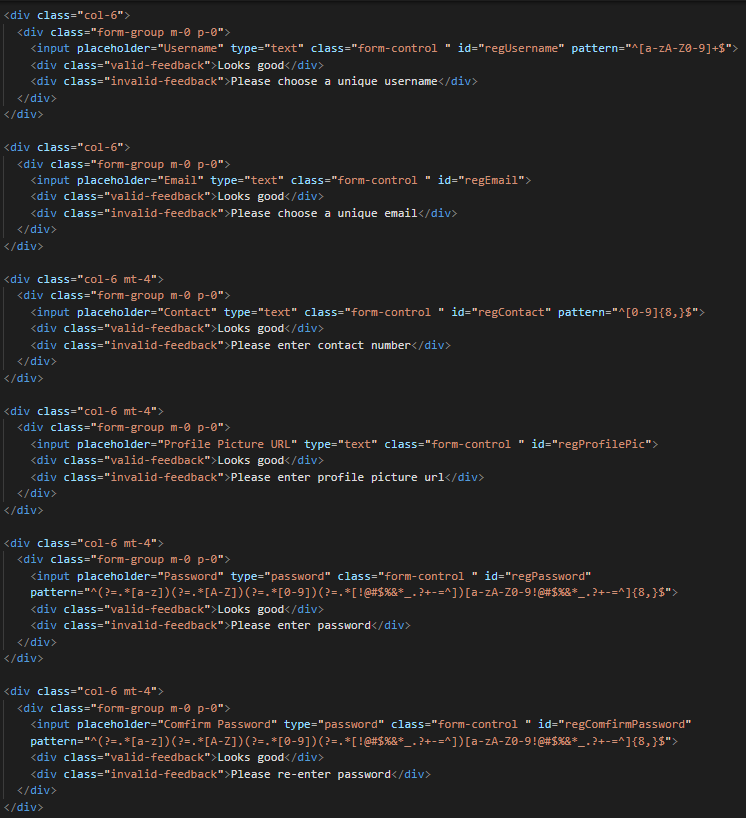 <div class="col-6">
  <div class="form-group m-0 p-0">
    <input placeholder="Username" type="text" class="form-control " id="regUsername" pattern="^[a-zA-Z0-9]+$">
    <div class="valid-feedback">Looks good</div>
    <div class="invalid-feedback">Please choose a unique username</div>
  </div>
</div>

<div class="col-6">
  <div class="form-group m-0 p-0">
    <input placeholder="Email" type="text" class="form-control " id="regEmail">
    <div class="valid-feedback">Looks good</div>
    <div class="invalid-feedback">Please choose a unique email</div>
  </div>
</div>

<div class="col-6 mt-4">
  <div class="form-group m-0 p-0">
    <input placeholder="Contact" type="text" class="form-control " id="regContact" pattern="^[0-9]{8,}$">
    <div class="valid-feedback">Looks good</div>
    <div class="invalid-feedback">Please enter contact number</div>
  </div>
</div>

<div class="col-6 mt-4">
  <div class="form-group m-0 p-0">
    <input placeholder="Profile Picture URL" type="text" class="form-control " id="regProfilePic">
    <div class="valid-feedback">Looks good</div>
    <div class="invalid-feedback">Please enter profile picture url</div>
  </div>
</div>

<div class="col-6 mt-4">
  <div class="form-group m-0 p-0">
    <input placeholder="Password" type="password" class="form-control " id="regPassword"
    pattern="^(?=.*[a-z])(?=.*[A-Z])(?=.*[0-9])(?=.*[!@#$%&*_.?+-=^])[a-zA-Z0-9!@#$%&*_.?+-=^]{8,}$">
    <div class="valid-feedback">Looks good</div>
    <div class="invalid-feedback">Please enter password</div>
  </div>
</div>

<div class="col-6 mt-4">
  <div class="form-group m-0 p-0">
    <input placeholder="Comfirm Password" type="password" class="form-control " id="regComfirmPassword"
    pattern="^(?=.*[a-z])(?=.*[A-Z])(?=.*[0-9])(?=.*[!@#$%&*_.?+-=^])[a-zA-Z0-9!@#$%&*_.?+-=^]{8,}$">
    <div class="valid-feedback">Looks good</div>
    <div class="invalid-feedback">Please re-enter password</div>
  </div>
</div>